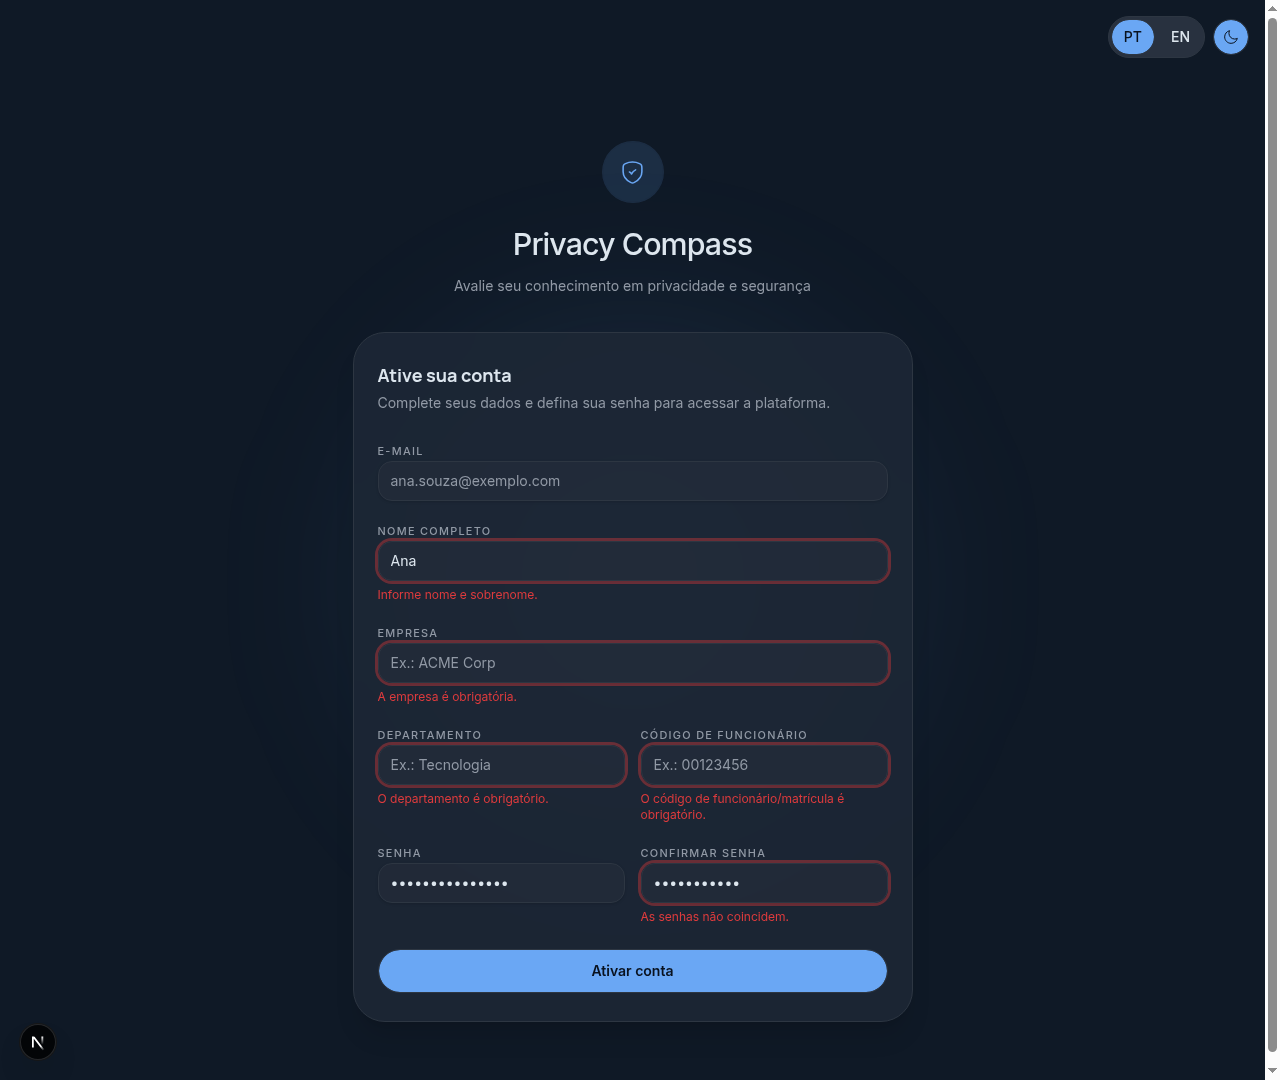 PT EN
Privacy Compass
Avalie seu conhecimento em privacidade e segurança
Ative sua conta
Complete seus dados e defina sua senha para acessar a plataforma.
E-MAIL
ana.souza@exemplo.com
NOME COMPLETO
Ana
Informe nome e sobrenome.
EMPRESA
Ex.: ACME Corp
A empresa é obrigatória.
DEPARTAMENTO
Ex.: Tecnologia
O departamento é obrigatório.
CÓDIGO DE FUNCIONÁRIO
Ex.: 00123456
O código de funcionário/matrícula é
obrigatório.
SENHA
•••••••••••••••
CONFIRMAR SENHA
•••••••••••
As senhas não coincidem.
Ativar conta
N